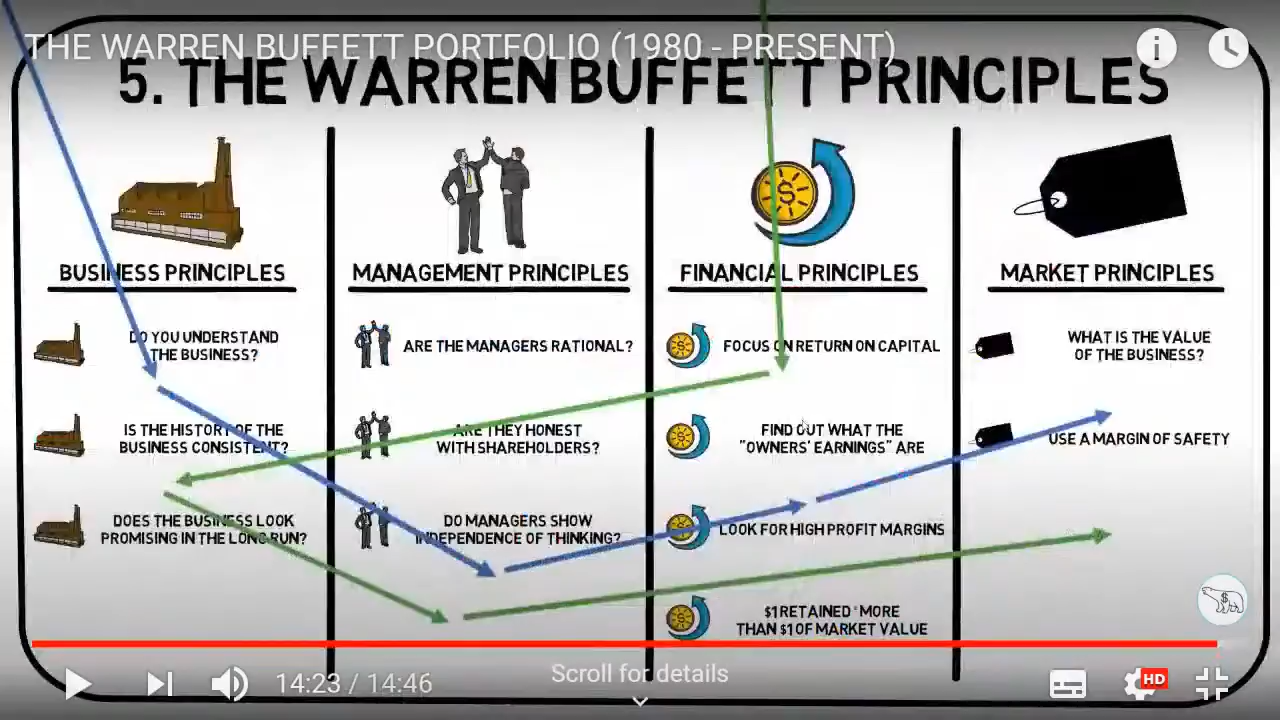 THE WARREN BUFFETT PORTFOLIO (1980 - PRESENT)
5. THE WARREN BUFFETT PRINCIPLES
BUSINESS PRINCIPLES
DO YOU UNDERSTAND
THE BUSINESS?
IS THE HISTORY OF THE
BUSINESS CONSISTENT?
DOES THE BUSINESS LOOK
PROMISING IN THE LONG RUN?
MANAGEMENT PRINCIPLES
ARE THE MANAGERS RATIONAL?
ARE THEY HONEST
WITH SHAREHOLDERS?
DO MANAGERS SHOW
INDEPENDENCE OF THINKING?
FINANCIAL PRINCIPLES
FOCUS ON RETURN ON CAPITAL
FIND OUT WHAT THE
"OWNERS' EARNINGS" ARE
LOOK FOR HIGH PROFIT MARGINS
$1 RETAINED = MORE
THAN $1 OF MARKET VALUE
MARKET PRINCIPLES
WHAT IS THE VALUE
OF THE BUSINESS?
USE A MARGIN OF SAFETY
14:23 / 14:46
Scroll for details
HD